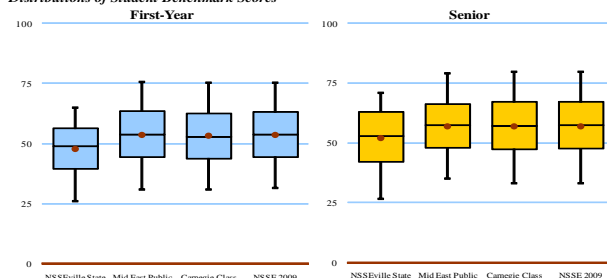 Distributions of Student Benchmark Scores
First-Year
100
75
50
25
0
NSSEville State Mid East Public Carnegie Class NSSE 2009
Senior
100
75
50
25
0
NSSEville State Mid East Public Carnegie Class NSSE 2009